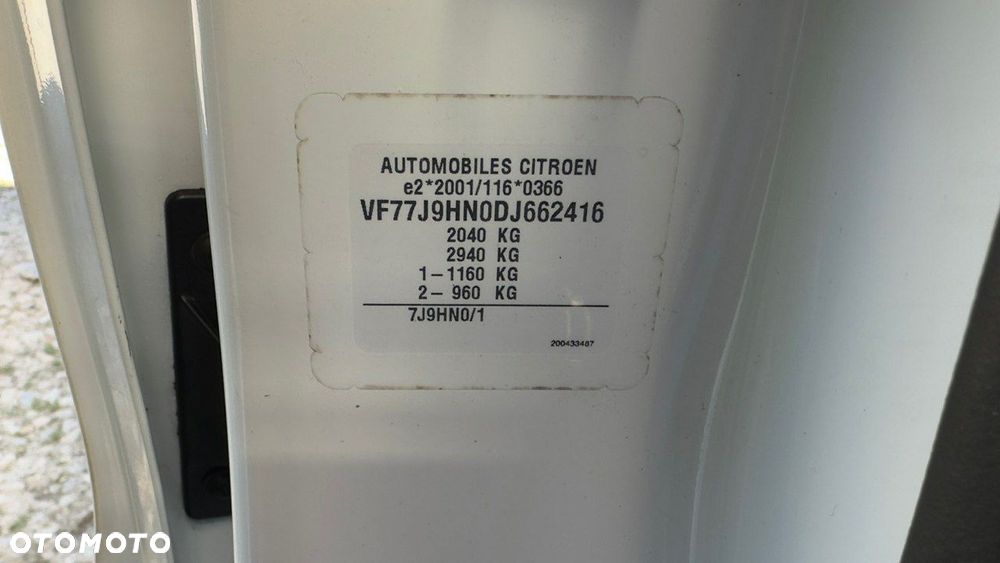 AUTOMOBILES CITROEN
e2*2001/116*0366
VF77J9HN0DJ662416
2040 KG
2940 KG
1-1160 KG
2- 960 KG
7J9HN0/1
200433487
OTOMOTO